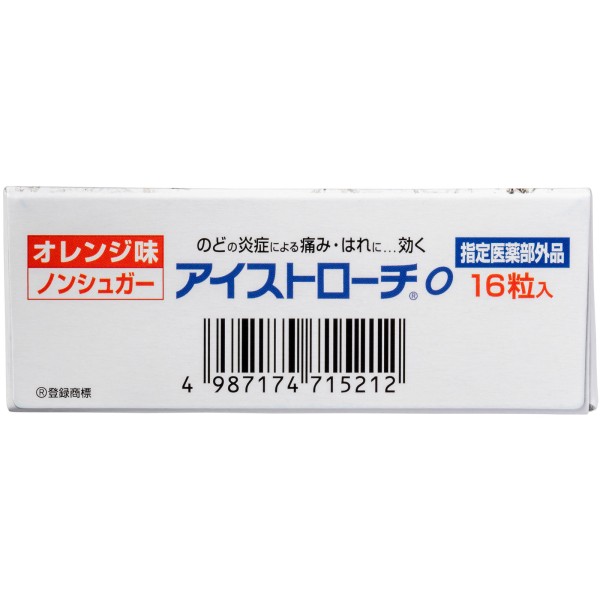 オレンジ味
ノンシュガー
のどの炎症による痛み・はれに…効く
アイストローチ® O
指定医薬部外品
16粒入
4 987174 715212
®登録商標